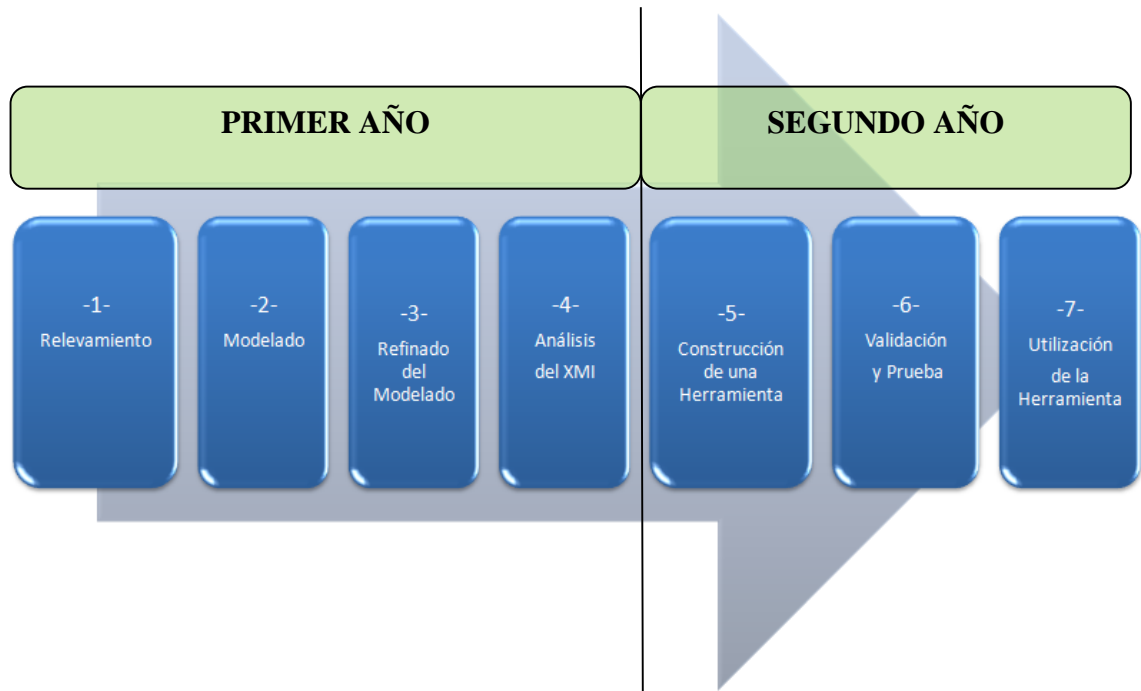 PRIMER AÑO
SEGUNDO AÑO
-1-
Relevamiento
-2-
Modelado
-3-
Refinado
del
Modelado
-4-
Análisis
del XMI
-5-
Construcción
de una
Herramienta
-6-
Validación
y Prueba
-7-
Utilización
de la
Herramienta